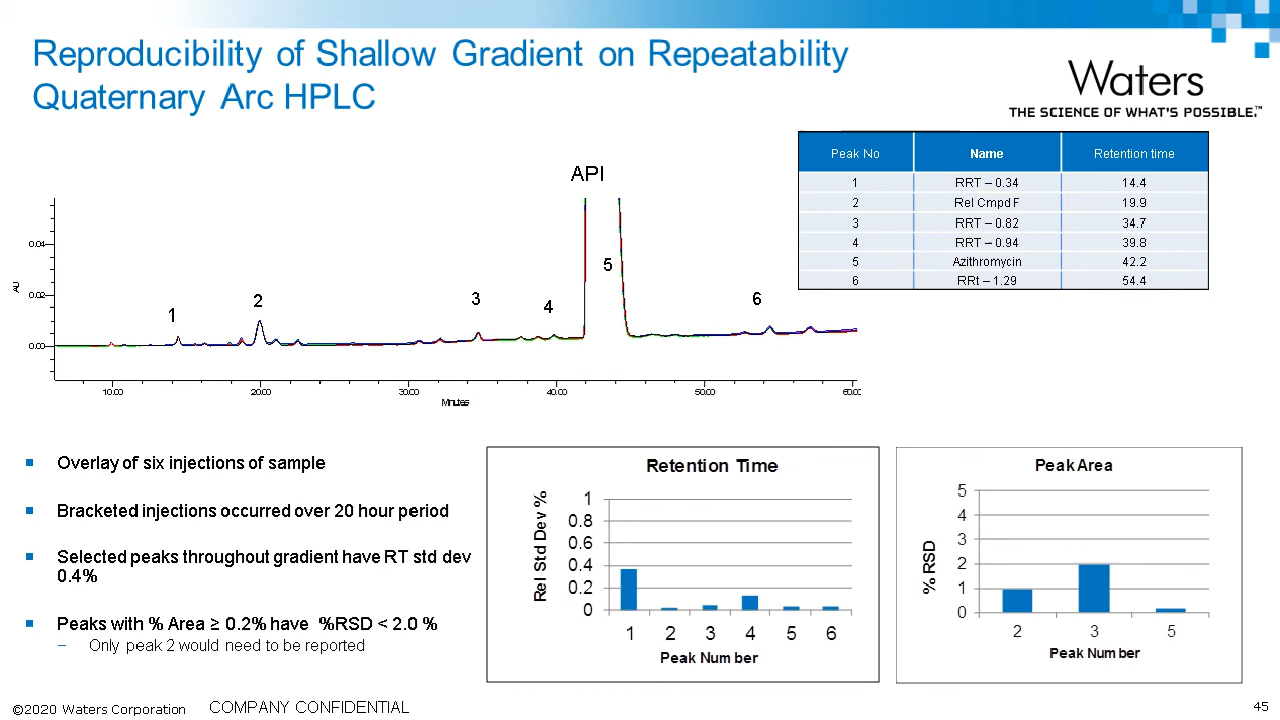 Reproducibility of Shallow Gradient on Repeatability
Quaternary Arc HPLC
Waters
THE SCIENCE OF WHAT'S POSSIBLE.™
Peak No Name Retention time
1 RRT – 0.34 14.4
2 Rel Cmpd F 19.9
3 RRT – 0.82 34.7
4 RRT – 0.94 39.8
5 Azithromycin 42.2
6 RRt – 1.29 54.4
API
AU
0.04
0.02
0.00
1
2
3
4
5
6
10.00 20.00 30.00 40.00 50.00 60.00
Minutes
Overlay of six injections of sample
Bracketed injections occurred over 20 hour period
Selected peaks throughout gradient have RT std dev
0.4%
Peaks with % Area ≥ 0.2% have %RSD < 2.0 %
– Only peak 2 would need to be reported
Retention Time
Rel Std Dev %
1
0.8
0.6
0.4
0.2
0
1 2 3 4 5 6
Peak Number
Peak Area
% RSD
5
4
3
2
1
0
2 3 5
Peak Number
©2020 Waters Corporation COMPANY CONFIDENTIAL 45